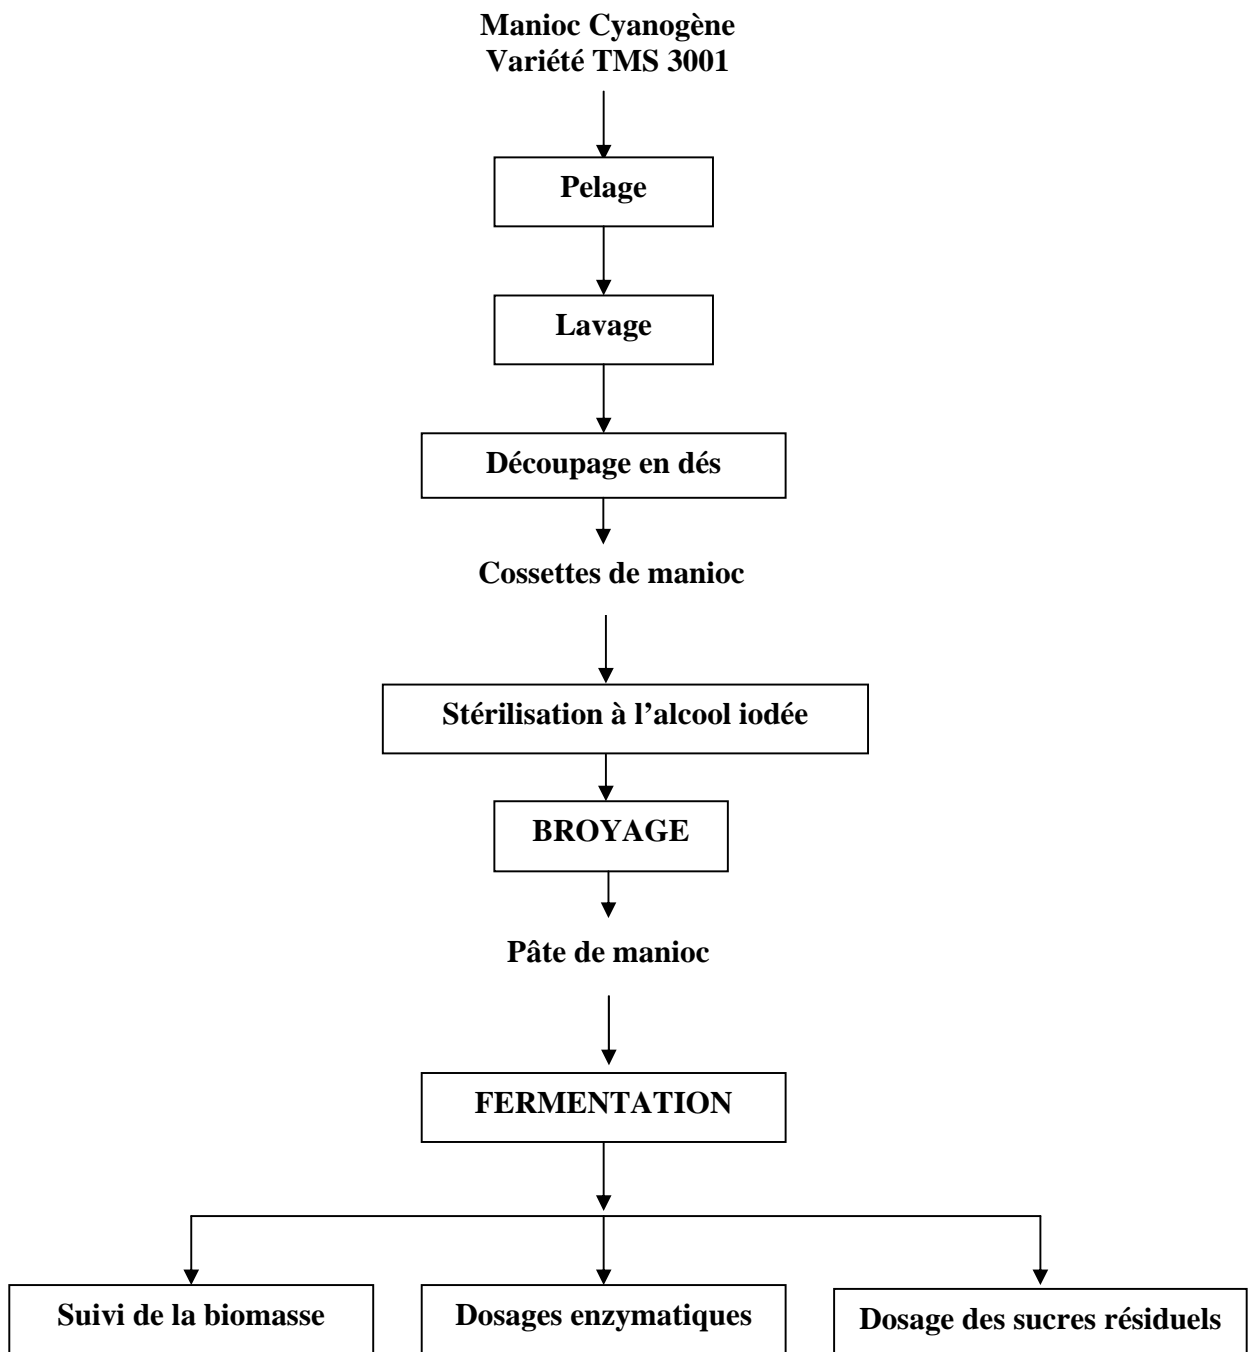 Manioc Cyanogène
Variété TMS 3001
Pelage
Lavage
Découpage en dés
Cossettes de manioc
Stérilisation à l’alcool iodée
BROYAGE
Pâte de manioc
FERMENTATION
Suivi de la biomasse
Dosages enzymatiques
Dosage des sucres résiduels